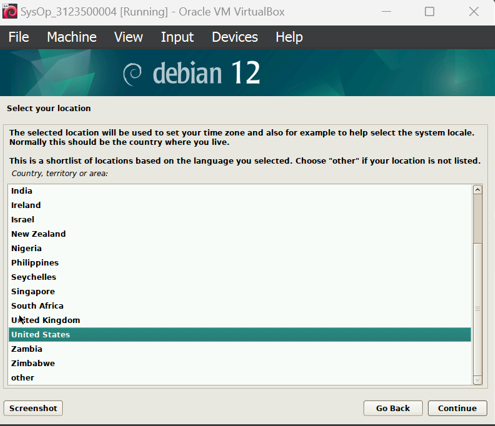 SysOp_3123500004 [Running] - Oracle VM VirtualBox
File Machine View Input Devices Help
debian 12
Select your location
The selected location will be used to set your time zone and also for example to help select the system locale.
Normally this should be the country where you live.
This is a shortlist of locations based on the language you selected. Choose "other" if your location is not listed.
Country, territory or area:
India
Ireland
Israel
New Zealand
Nigeria
Philippines
Seychelles
Singapore
South Africa
United Kingdom
United States
Zambia
Zimbabwe
other
Screenshot Go Back Continue